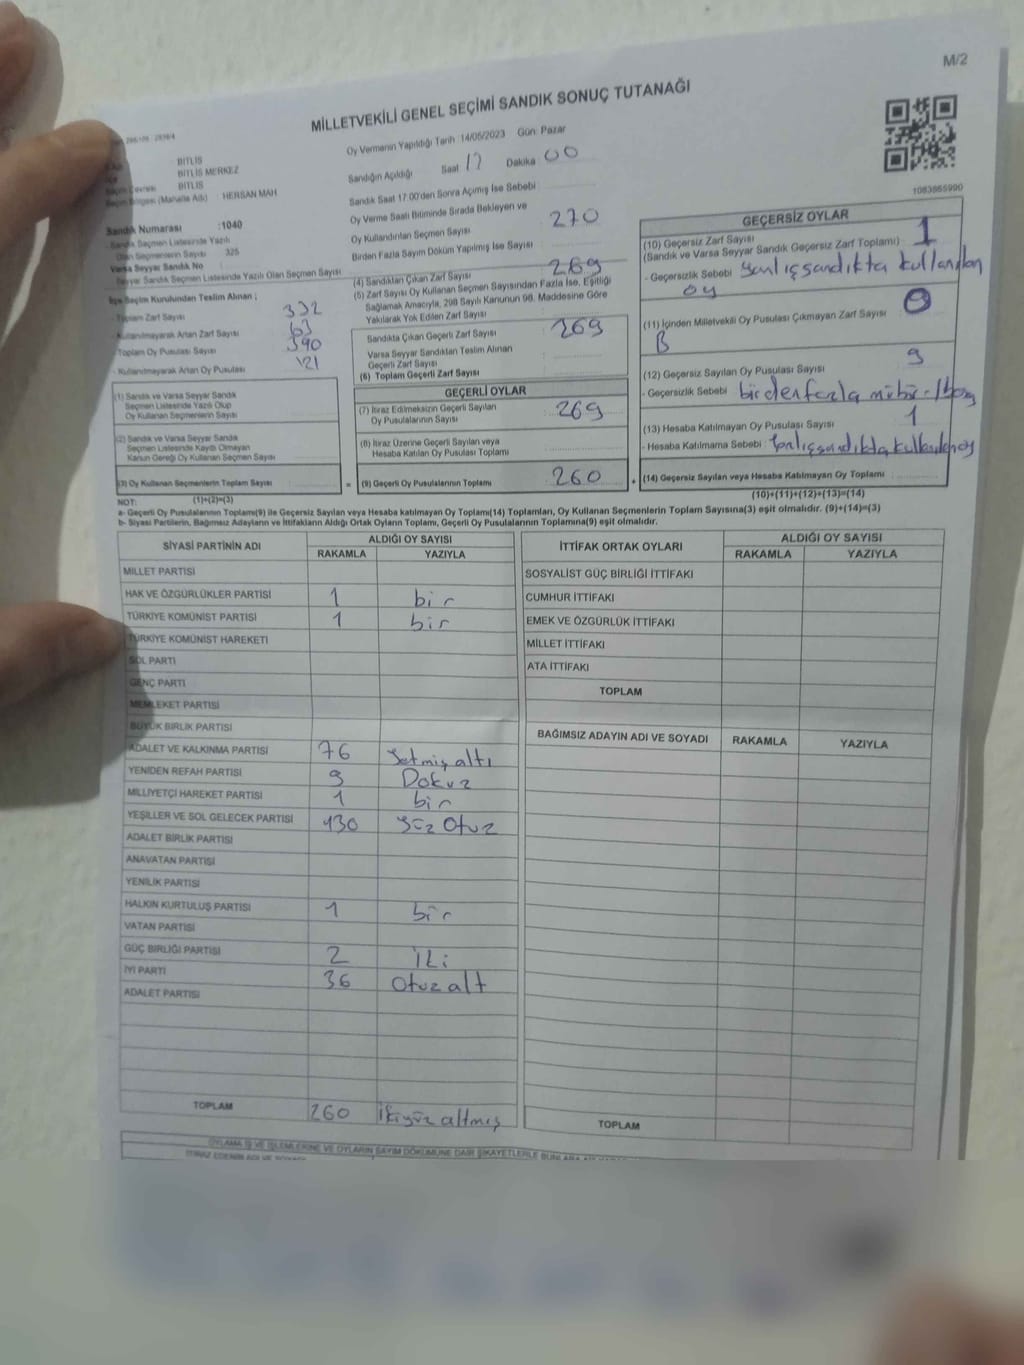 M/2
MİLLETVEKİLİ GENEL SEÇİMİ SANDIK SONUÇ TUTANAĞI
BİTLİS
BİTLİS MERKEZ
BİTLİS
Seçim Bölgesi (Mahalle Adı) : HERSAN MAH
Sandık Numarası :1040
- Sandık Seçmen Listesinde Yazılı
Olan Seçmenlerin Sayısı 325
Varsa Seyyar Sandık No
Seyyar Sandık Seçmen Listesinde Yazılı Olan Seçmen Sayısı
İlçe Seçim Kurulundan Teslim Alınan ;
- Toplam Zarf Sayısı 332
- Kullanılmayarak Artan Zarf Sayısı 63
- Toplam Oy Pusulası Sayısı 390
- Kullanılmayarak Artan Oy Pusulası 121
(1) Sandık ve Varsa Seyyar Sandık
Seçmen Listesinde Yazılı Olup
Oy Kullanan Seçmenlerin Sayısı
(2) Sandık ve Varsa Seyyar Sandık
Seçmen Listesinde Kayıtlı Olmayan
Kanun Gereği Oy Kullanan Seçmen Sayısı
(3) Oy Kullanan Seçmenlerin Toplam Sayısı =
Oy Vermenin Yapıldığı Tarih :14/05/2023 Gün: Pazar
Sandığın Açıldığı Saat 17 Dakika 00
Sandık Saat 17.00'den Sonra Açımış İse Sebebi
Oy Verme Saati Bitiminde Sırada Bekleyen ve
Oy Kullandırılan Seçmen Sayısı 270
Birden Fazla Sayım Döküm Yapılmış İse Sayısı
(4) Sandıktan Çıkan Zarf Sayısı 269
(5) Zarf Sayısı Oy Kullanan Seçmen Sayısından Fazla İse, Eşitliği
Sağlamak Amacıyla, 298 Sayılı Kanunun 98. Maddesine Göre
Yakılarak Yok Edilen Zarf Sayısı
Sandıkta Çıkan Geçerli Zarf Sayısı 269
Varsa Seyyar Sandıktan Teslim Alınan
Geçerli Zarf Sayısı
(6) Toplam Geçerli Zarf Sayısı
GEÇERLİ OYLAR
(7) İtiraz Edilmeksizin Geçerli Sayılan
Oy Pusulasının Sayısı 269
(8) İtiraz Üzerine Geçerli Sayılan veya
Hesaba Katılan Oy Pusulası Toplamı
(9) Geçerli Oy Pusulalarının Toplamı 260 +
1083865990
GEÇERSİZ OYLAR
(10) Geçersiz Zarf Sayısı 1
(Sandık ve Varsa Seyyar Sandık Geçersiz Zarf Toplamı)
- Geçersizlik Sebebi yanlış sandıkta kullanılan
oy
(11) İçinden Milletvekili Oy Pusulası Çıkmayan Zarf Sayısı
(12) Geçersiz Sayılan Oy Pusulası Sayısı 9
- Geçersizlik Sebebi birden fazla mühür
(13) Hesaba Katılmayan Oy Pusulası Sayısı 1
- Hesaba Katılmama Sebebi : Yanlış sandıkta kullanılan oy
(14) Geçersiz Sayılan veya Hesaba Katılmayan Oy Toplamı
(10)+(11)+(12)+(13)=(14)
NOT: (1)+(2)=(3)
a- Geçerli Oy Pusulalarının Toplamı(9) ile Geçersiz Sayılan veya Hesaba katılmayan Oy Toplamı(14) Toplamları, Oy Kullanan Seçmenlerin Toplam Sayısına(3) eşit olmalıdır. (9)+(14)=(3)
b- Siyasi Partilerin, Bağımsız Adayların ve İttifakların Aldığı Ortak Oyların Toplamı, Geçerli Oy Pusulalarının Toplamına(9) eşit olmalıdır.
SİYASİ PARTİNİN ADI ALDIĞI OY SAYISI
RAKAMLA YAZIYLA
MİLLET PARTİSİ
HAK VE ÖZGÜRLÜKLER PARTİSİ 1 bir
TÜRKİYE KOMÜNİST PARTİSİ 1 bir
TÜRKİYE KOMÜNİST HAREKETİ
SOL PARTİ
GENÇ PARTİ
MEMLEKET PARTİSİ
BÜYÜK BİRLİK PARTİSİ
ADALET VE KALKINMA PARTİSİ 76 yetmiş altı
YENİDEN REFAH PARTİSİ 9 Dokuz
MİLLİYETÇİ HAREKET PARTİSİ 1 bir
YEŞİLLER VE SOL GELECEK PARTİSİ 130 yüz otuz
ADALET BİRLİK PARTİSİ
ANAVATAN PARTİSİ
YENİLİK PARTİSİ
HALKIN KURTULUŞ PARTİSİ 1 bir
VATAN PARTİSİ
GÜÇ BİRLİĞİ PARTİSİ 2 iki
İYİ PARTİ 36 otuz alt
ADALET PARTİSİ
TOPLAM 260 ikiyüz altmış
İTTİFAK ORTAK OYLARI ALDIĞI OY SAYISI
RAKAMLA YAZIYLA
SOSYALİST GÜÇ BİRLİĞİ İTTİFAKI
CUMHUR İTTİFAKI
EMEK VE ÖZGÜRLÜK İTTİFAKI
MİLLET İTTİFAKI
ATA İTTİFAKI
TOPLAM
BAĞIMSIZ ADAYIN ADI VE SOYADI RAKAMLA YAZIYLA
TOPLAM
OYLAMA İŞ VE İŞLEMLERİNE VE OYLARIN SAYIM DÖKÜMÜNE DAİR ŞİKAYETLERLE